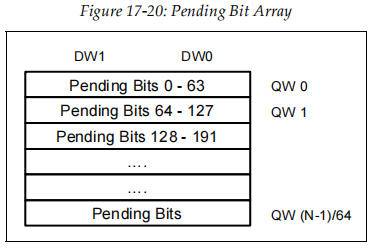 Figure 17-20: Pending Bit Array
DW1 DW0
Pending Bits 0 - 63 QW 0
Pending Bits 64 - 127 QW 1
Pending Bits 128 - 191
....
....
Pending Bits QW (N-1)/64